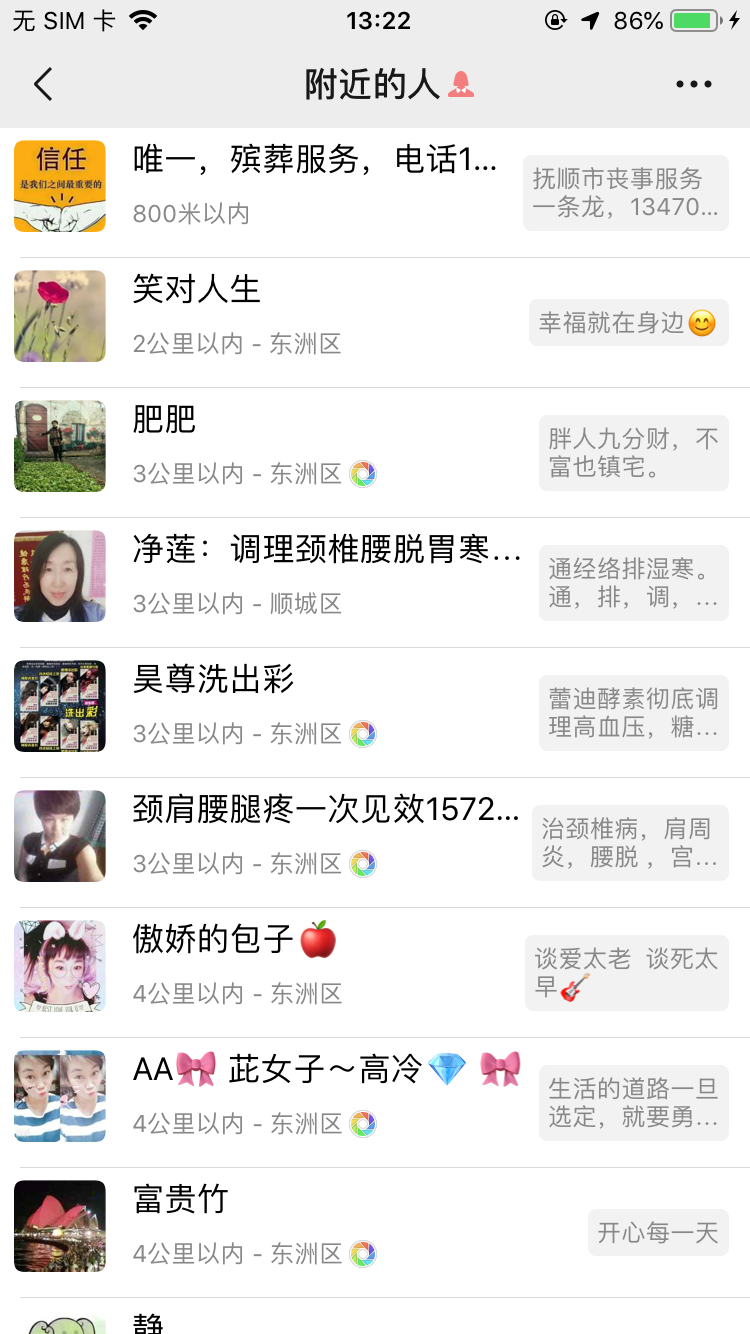 无 SIM 卡
13:22
86%
附近的人
信任
是我们之间最重要的
唯一，殡葬服务，电话1...
800米以内
抚顺市丧事服务
一条龙，13470...
笑对人生
2公里以内 - 东洲区
幸福就在身边😊
肥肥
3公里以内 - 东洲区
胖人九分财，不
富也镇宅。
净莲：调理颈椎腰脱胃寒...
3公里以内 - 顺城区
通经络排湿寒。
通，排，调，...
洗出彩
昊尊洗出彩
3公里以内 - 东洲区
蕾迪酵素彻底调
理高血压，糖...
颈肩腰腿疼一次见效1572...
3公里以内 - 东洲区
治颈椎病，肩周
炎，腰脱 ，宫...
傲娇的包子🍎
4公里以内 - 东洲区
谈爱太老  谈死太
早🎸
AA🎀 茈女子～高冷💎 🎀
4公里以内 - 东洲区
生活的道路一旦
选定，就要勇...
富贵竹
4公里以内 - 东洲区
开心每一天
静